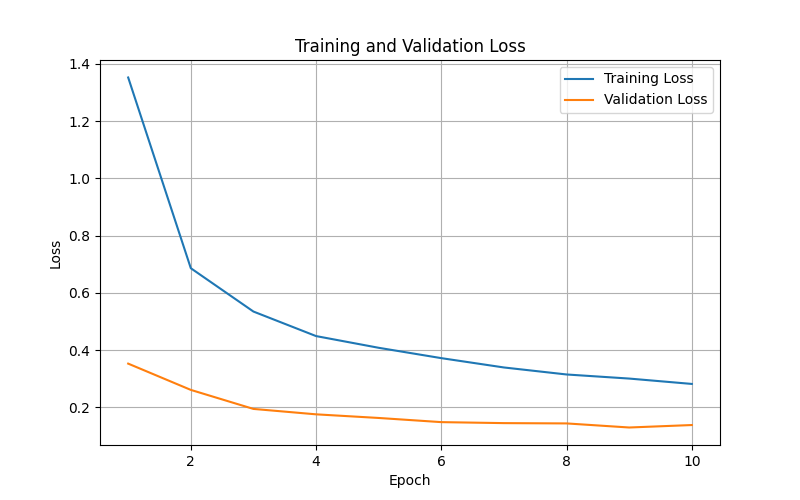 Training and Validation Loss
Training Loss
Validation Loss
1.4
1.2
1.0
0.8
0.6
0.4
0.2
Loss
2 4 6 8 10
Epoch